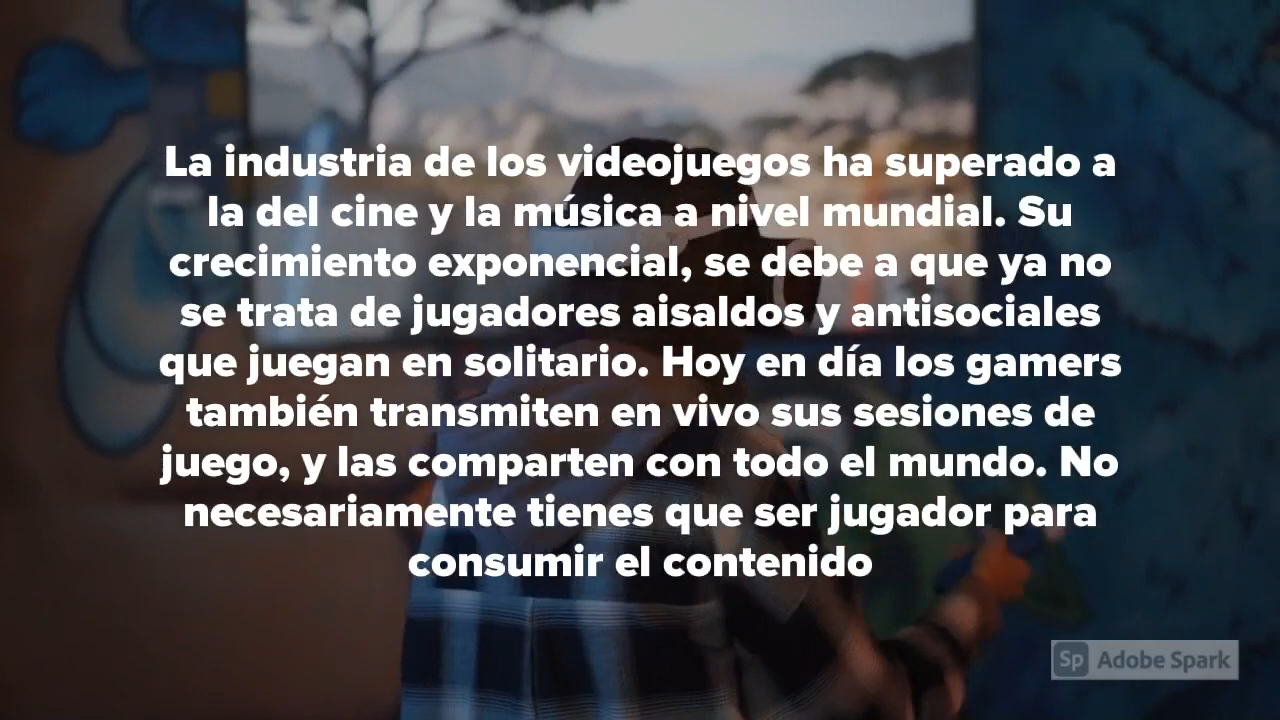 La industria de los videojuegos ha superado a
la del cine y la música a nivel mundial. Su
crecimiento exponencial, se debe a que ya no
se trata de jugadores aisaldos y antisociales
que juegan en solitario. Hoy en día los gamers
también transmiten en vivo sus sesiones de
juego, y las comparten con todo el mundo. No
necesariamente tienes que ser jugador para
consumir el contenido
Sp Adobe Spark